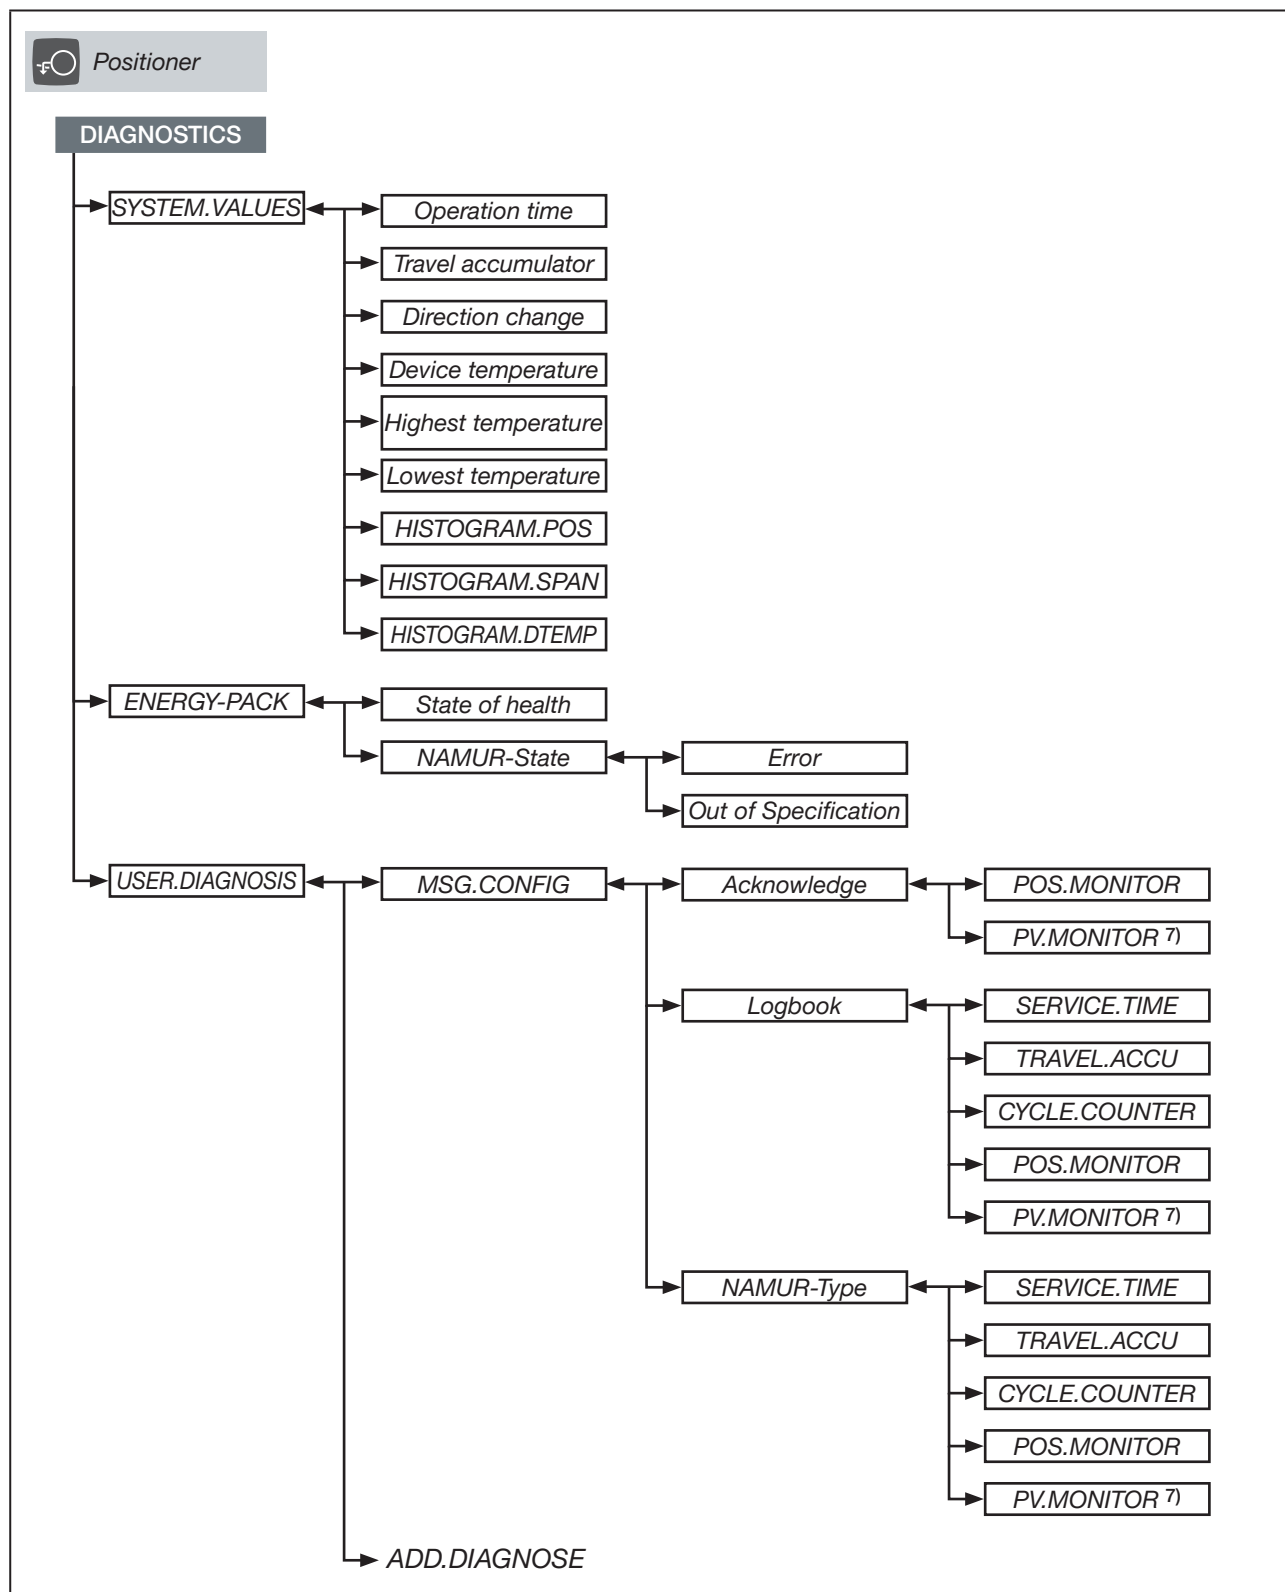 Positioner
DIAGNOSTICS
SYSTEM.VALUES
Operation time
Travel accumulator
Direction change
Device temperature
Highest temperature
Lowest temperature
HISTOGRAM.POS
HISTOGRAM.SPAN
HISTOGRAM.DTEMP
ENERGY-PACK
State of health
NAMUR-State
Error
Out of Specification
USER.DIAGNOSIS
MSG.CONFIG
Acknowledge
POS.MONITOR
PV.MONITOR 7)
Logbook
SERVICE.TIME
TRAVEL.ACCU
CYCLE.COUNTER
POS.MONITOR
PV.MONITOR 7)
NAMUR-Type
SERVICE.TIME
TRAVEL.ACCU
CYCLE.COUNTER
POS.MONITOR
PV.MONITOR 7)
ADD.DIAGNOSE